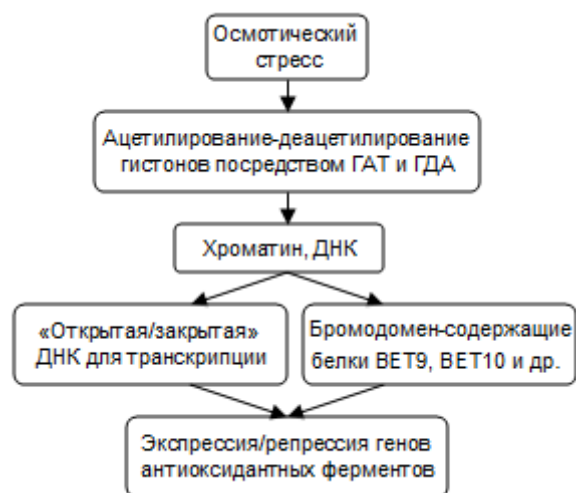 Осмотический
стресс
Ацетилирование-деацетилирование
гистонов посредством ГАТ и ГДА
Хроматин, ДНК
«Открытая/закрытая»
ДНК для транскрипции
Бромодомен-содержащие
белки BET9, BET10 и др.
Экспрессия/репрессия генов
антиоксидантных ферментов